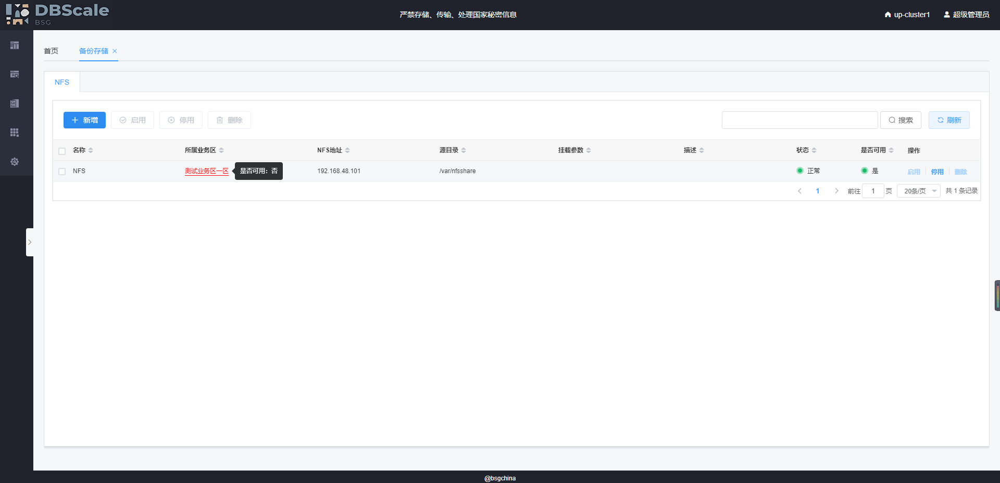 DBScale
BSG
严禁存储、传输、处理国家秘密信息
up-cluster1
超级管理员
首页
备份存储
NFS
新增
启用
停用
删除
搜索
刷新
名称
所属业务区
NFS地址
源目录
挂载参数
描述
状态
是否可用
操作
NFS
测试业务区一区
是否可用：否
192.168.48.101
/var/nfsshare
正常
是
启用
停用
删除
1
前往
1
页
20条/页
共 1 条记录
@bsgchina